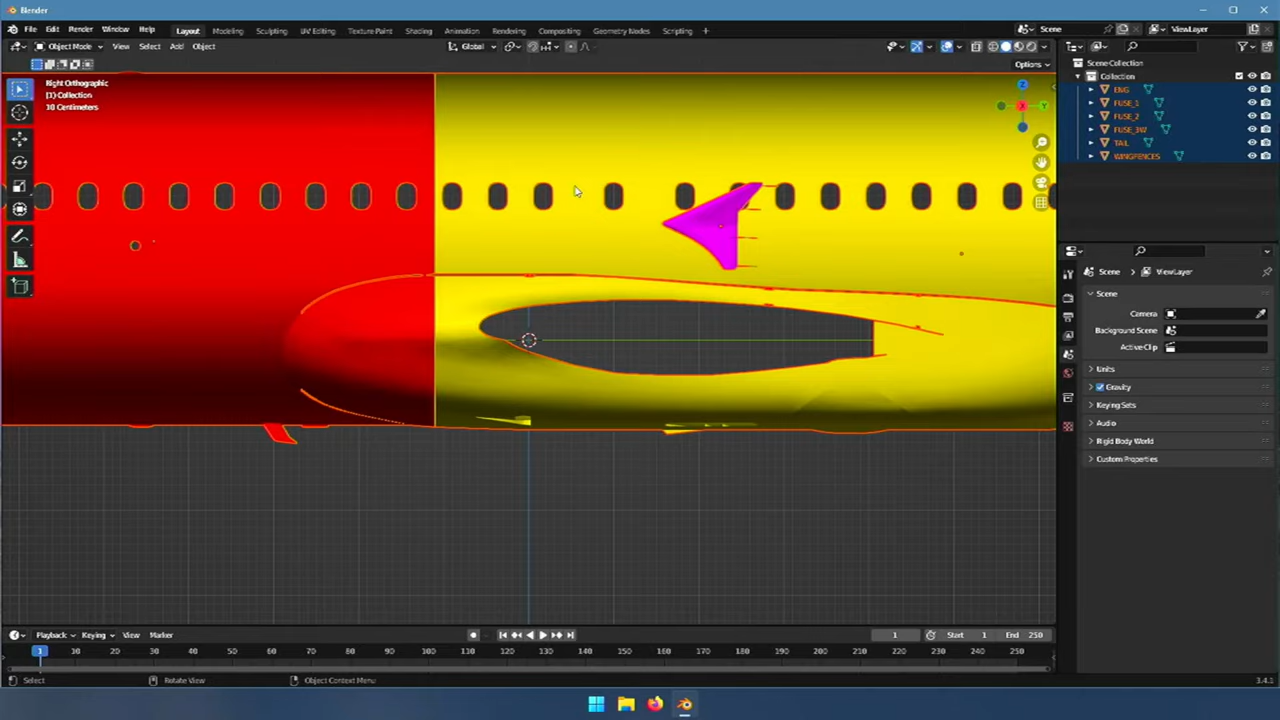 Blender
File Edit Render Window Help Layout Modeling Sculpting UV Editing Texture Paint Shading Animation Rendering Compositing Geometry Nodes Scripting + Scene ViewLayer
Object Mode View Select Add Object Global
Options
Right Orthographic
(1) Collection
10 Centimeters
Scene Collection
Collection
ENG
FUSE_1
FUSE_2
FUSE_3W
TAIL
WINGFENCES
Z
X
Y
Scene ViewLayer
Scene
Camera
Background Scene
Active Clip
Units
Gravity
Keying Sets
Audio
Rigid Body World
Custom Properties
Playback Keying View Marker 1 Start 1 End 250
1 10 20 30 40 50 60 70 80 90 100 110 120 130 140 150 160 170 180 190 200 210 220 230 240 250
Select Rotate View Object Context Menu 3.4.1